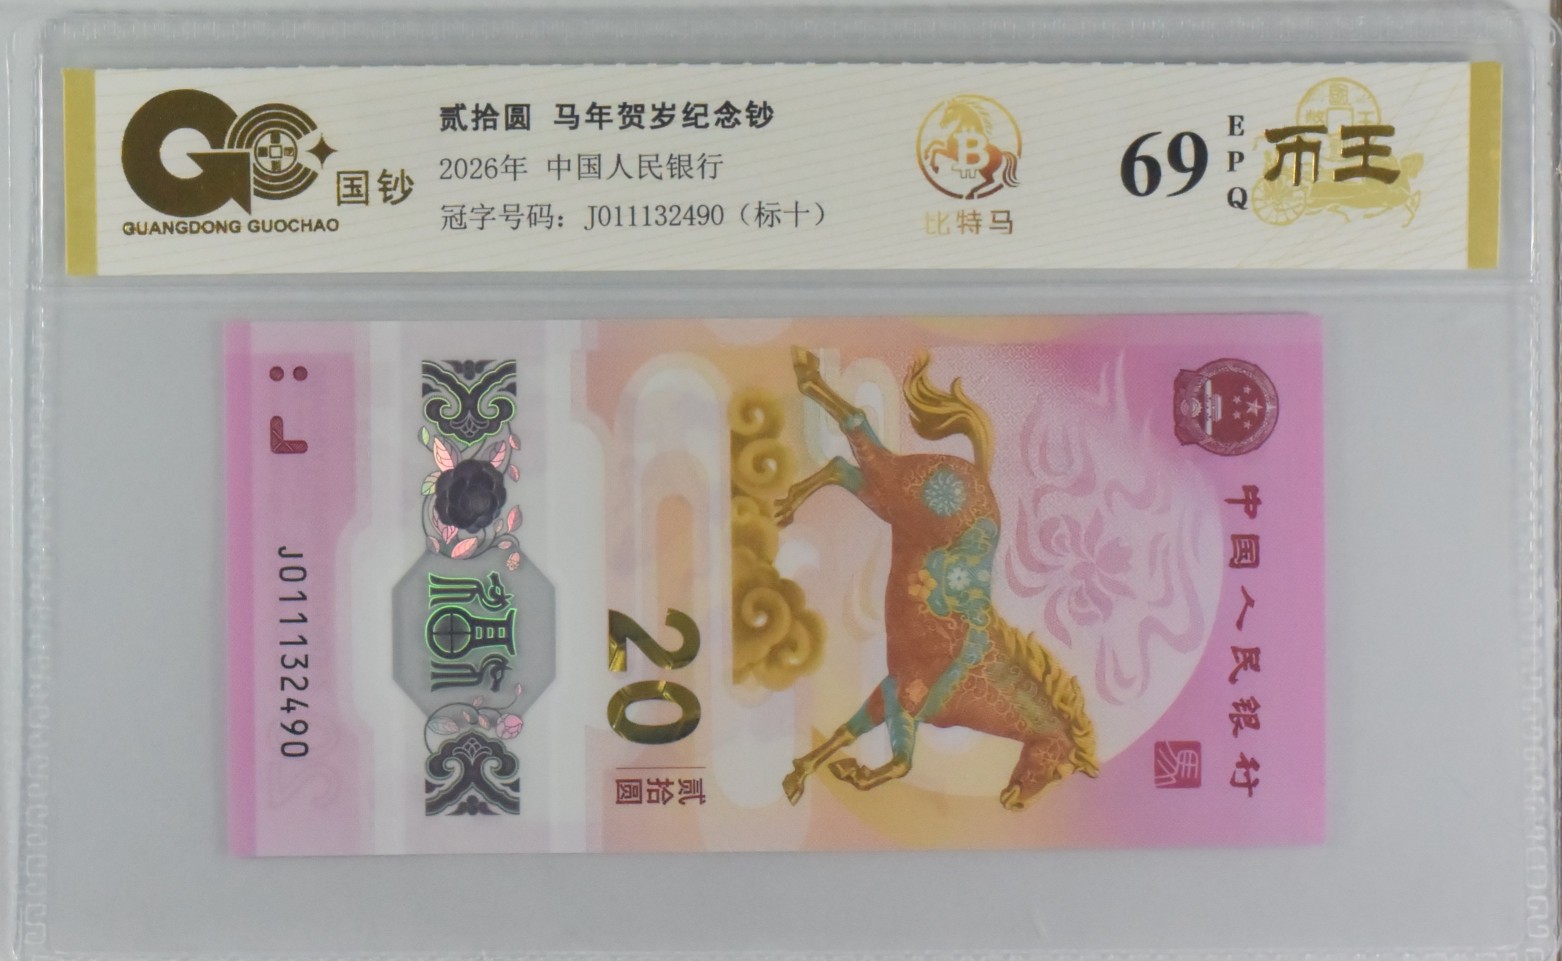 贰拾圆 马年贺岁纪念钞
2026年 中国人民银行
冠字号码：J011132490（标十）
国钞
GUANGDONG GUOCHAO
比特马
69
EPQ
币王
中国人民银行
馬
20
贰拾圆
J011132490